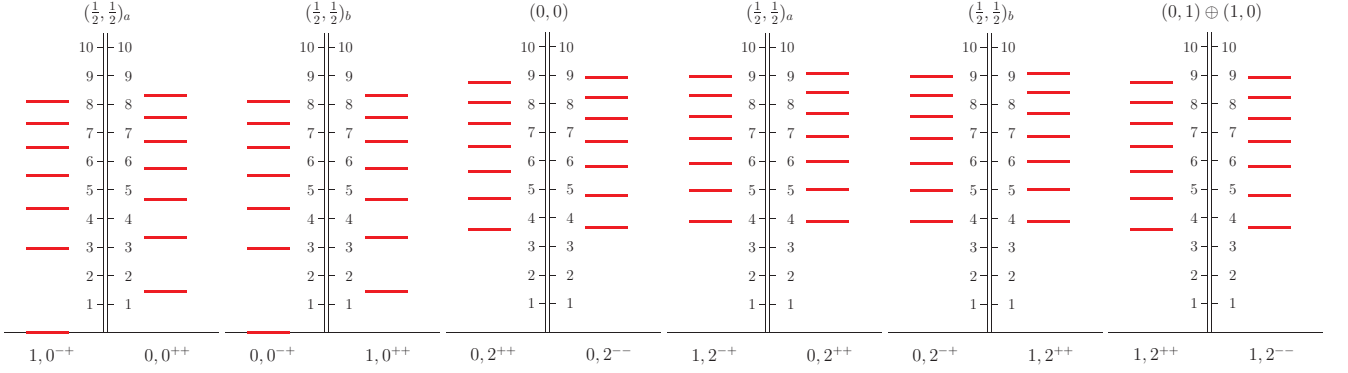 (1/2, 1/2)_a (1/2, 1/2)_b (0, 0) (1/2, 1/2)_a (1/2, 1/2)_b (0, 1) ⊕ (1, 0)
10 10 10 10 10 10 10 10 10 10 10 10
9 9 9 9 9 9 9 9 9 9 9 9
8 8 8 8 8 8 8 8 8 8 8 8
7 7 7 7 7 7 7 7 7 7 7 7
6 6 6 6 6 6 6 6 6 6 6 6
5 5 5 5 5 5 5 5 5 5 5 5
4 4 4 4 4 4 4 4 4 4 4 4
3 3 3 3 3 3 3 3 3 3 3 3
2 2 2 2 2 2 2 2 2 2 2 2
1 1 1 1 1 1 1 1 1 1 1 1
1, 0⁻⁺ 0, 0⁺⁺ 0, 0⁻⁺ 1, 0⁺⁺ 0, 2⁺⁺ 0, 2⁻⁻ 1, 2⁻⁺ 0, 2⁺⁺ 0, 2⁻⁺ 1, 2⁺⁺ 1, 2⁺⁺ 1, 2⁻⁻